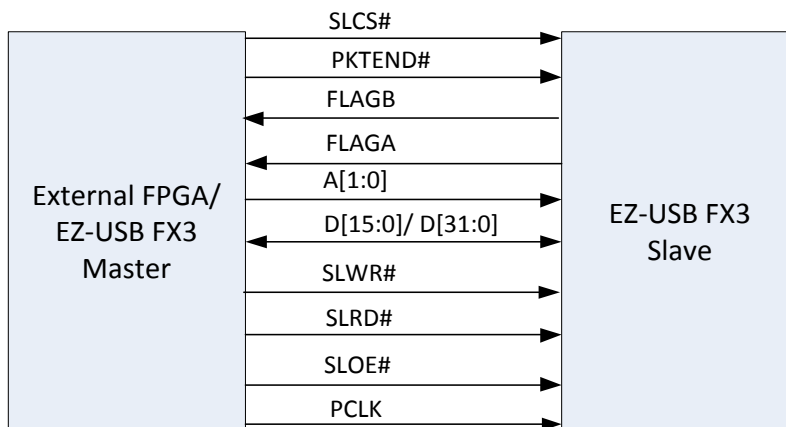 SLCS#
PKTEND#
FLAGB
FLAGA
A[1:0]
D[15:0]/ D[31:0]
SLWR#
SLRD#
SLOE#
PCLK
External FPGA/
EZ-USB FX3
Master
EZ-USB FX3
Slave